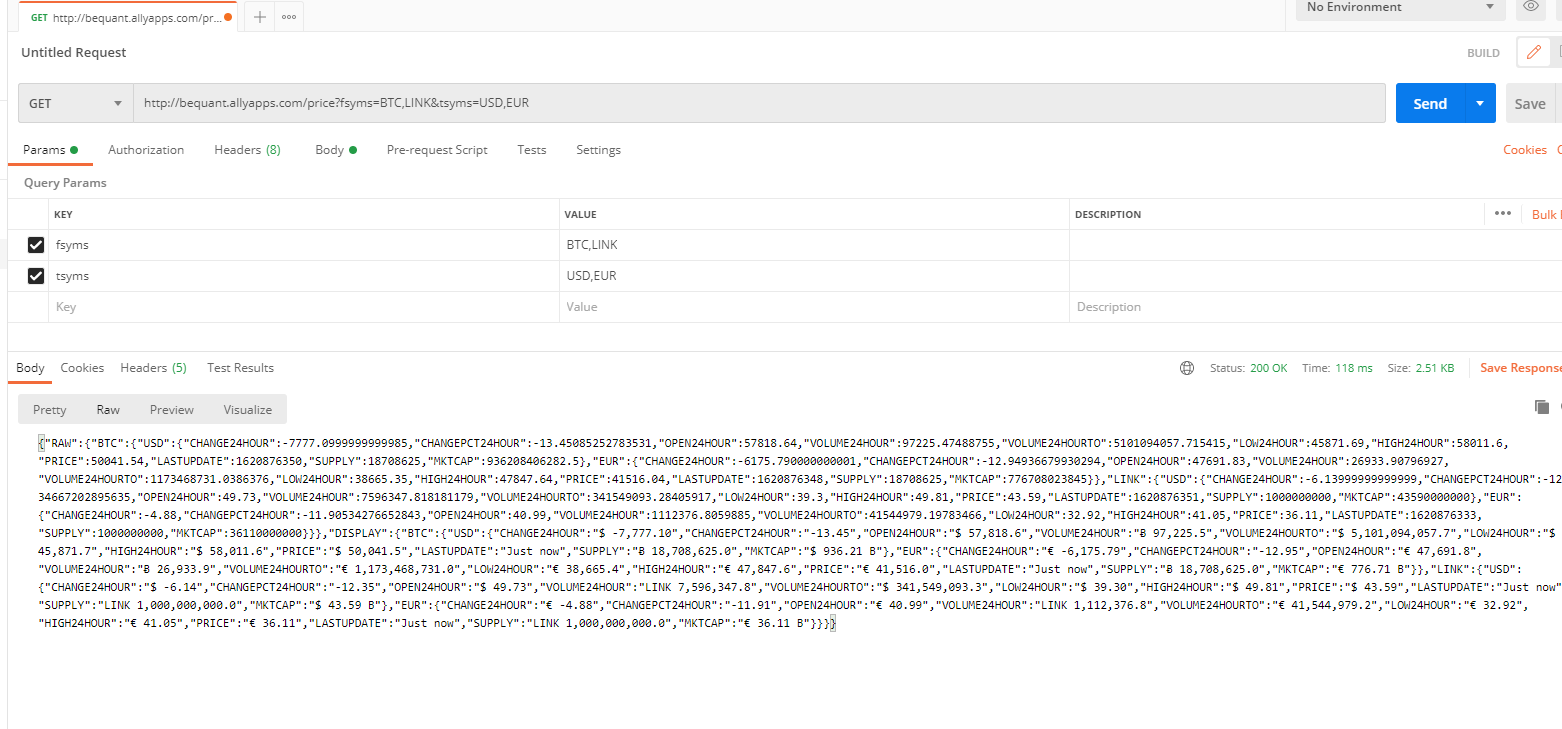 GET http://bequant.allyapps.com/pr...
No Environment
Untitled Request
BUILD
GET http://bequant.allyapps.com/price?fsyms=BTC,LINK&tsyms=USD,EUR Send Save
Params Authorization Headers (8) Body Pre-request Script Tests Settings Cookies
Query Params
KEY VALUE DESCRIPTION ••• Bulk
fsyms BTC,LINK
tsyms USD,EUR
Key Value Description
Body Cookies Headers (5) Test Results Status: 200 OK Time: 118 ms Size: 2.51 KB Save Response
Pretty Raw Preview Visualize
{"RAW":{"BTC":{"USD":{"CHANGE24HOUR":-7777.0999999999985,"CHANGEPCT24HOUR":-13.45085252783531,"OPEN24HOUR":57818.64,"VOLUME24HOUR":97225.47488755,"VOLUME24HOURTO":5101094057.715415,"LOW24HOUR":45871.69,"HIGH24HOUR":58011.6,
"PRICE":50041.54,"LASTUPDATE":1620876350,"SUPPLY":18708625,"MKTCAP":936208406282.5},"EUR":{"CHANGE24HOUR":-6175.790000000001,"CHANGEPCT24HOUR":-12.94936679930294,"OPEN24HOUR":47691.83,"VOLUME24HOUR":26933.90796927,
"VOLUME24HOURTO":1173468731.0386376,"LOW24HOUR":38665.35,"HIGH24HOUR":47847.64,"PRICE":41516.04,"LASTUPDATE":1620876348,"SUPPLY":18708625,"MKTCAP":776708023845}},"LINK":{"USD":{"CHANGE24HOUR":-6.13999999999999,"CHANGEPCT24HOUR":-12
34667202895635,"OPEN24HOUR":49.73,"VOLUME24HOUR":7596347.818181179,"VOLUME24HOURTO":341549093.28405917,"LOW24HOUR":39.3,"HIGH24HOUR":49.81,"PRICE":43.59,"LASTUPDATE":1620876351,"SUPPLY":1000000000,"MKTCAP":43590000000},"EUR":
{"CHANGE24HOUR":-4.88,"CHANGEPCT24HOUR":-11.90534276652843,"OPEN24HOUR":40.99,"VOLUME24HOUR":1112376.8059885,"VOLUME24HOURTO":41544979.19783466,"LOW24HOUR":32.92,"HIGH24HOUR":41.05,"PRICE":36.11,"LASTUPDATE":1620876333,
"SUPPLY":1000000000,"MKTCAP":36110000000}}},"DISPLAY":{"BTC":{"USD":{"CHANGE24HOUR":"$ -7,777.10","CHANGEPCT24HOUR":"-13.45","OPEN24HOUR":"$ 57,818.6","VOLUME24HOUR":"Ƀ 97,225.5","VOLUME24HOURTO":"$ 5,101,094,057.7","LOW24HOUR":"$
45,871.7","HIGH24HOUR":"$ 58,011.6","PRICE":"$ 50,041.5","LASTUPDATE":"Just now","SUPPLY":"Ƀ 18,708,625.0","MKTCAP":"$ 936.21 B"},"EUR":{"CHANGE24HOUR":"€ -6,175.79","CHANGEPCT24HOUR":"-12.95","OPEN24HOUR":"€ 47,691.8",
"VOLUME24HOUR":"Ƀ 26,933.9","VOLUME24HOURTO":"€ 1,173,468,731.0","LOW24HOUR":"€ 38,665.4","HIGH24HOUR":"€ 47,847.6","PRICE":"€ 41,516.0","LASTUPDATE":"Just now","SUPPLY":"Ƀ 18,708,625.0","MKTCAP":"€ 776.71 B"}},"LINK":{"USD":
{"CHANGE24HOUR":"$ -6.14","CHANGEPCT24HOUR":"-12.35","OPEN24HOUR":"$ 49.73","VOLUME24HOUR":"LINK 7,596,347.8","VOLUME24HOURTO":"$ 341,549,093.3","LOW24HOUR":"$ 39.30","HIGH24HOUR":"$ 49.81","PRICE":"$ 43.59","LASTUPDATE":"Just now"
"SUPPLY":"LINK 1,000,000,000.0","MKTCAP":"$ 43.59 B"},"EUR":{"CHANGE24HOUR":"€ -4.88","CHANGEPCT24HOUR":"-11.91","OPEN24HOUR":"€ 40.99","VOLUME24HOUR":"LINK 1,112,376.8","VOLUME24HOURTO":"€ 41,544,979.2","LOW24HOUR":"€ 32.92",
"HIGH24HOUR":"€ 41.05","PRICE":"€ 36.11","LASTUPDATE":"Just now","SUPPLY":"LINK 1,000,000,000.0","MKTCAP":"€ 36.11 B"}}}}